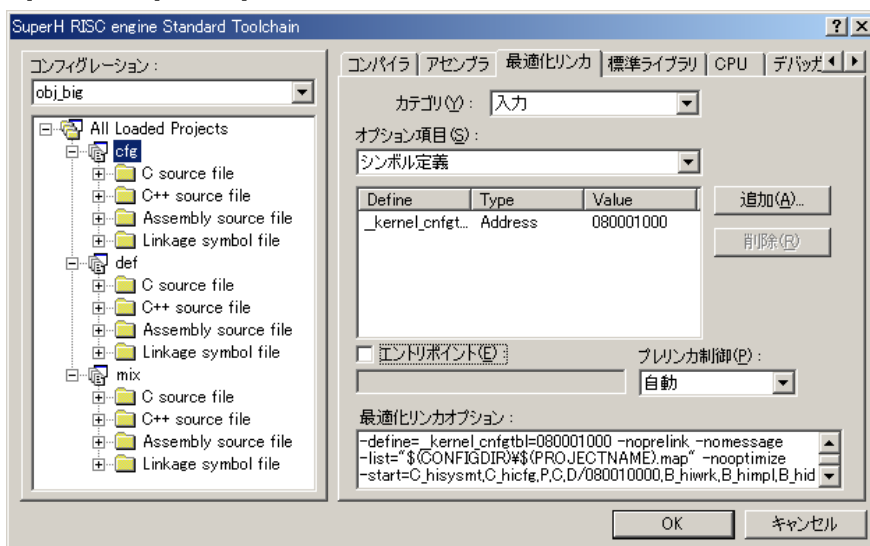 SuperH RISC engine Standard Toolchain
コンフィグレーション :
obj_big
All Loaded Projects
cfg
C source file
C++ source file
Assembly source file
Linkage symbol file
def
C source file
C++ source file
Assembly source file
Linkage symbol file
mix
C source file
C++ source file
Assembly source file
Linkage symbol file
コンパイラ アセンブラ 最適化リンカ 標準ライブラリ CPU デバッガ
カテゴリ(Y) : 入力
オプション項目(S) :
シンボル定義
Define Type Value
_kernel_cnfgt... Address 080001000
追加(A)...
削除(R)
エントリポイント(E) :
プレリンカ制御(P) :
自動
最適化リンカオプション :
-define=_kernel_cnfgtbl=080001000 -noprelink -nomessage
-list="$(CONFIGDIR)¥$(PROJECTNAME).map" -nooptimize
-start=C_hisysmt,C_hicfg,P,C,D/080010000,B_hiwrk,B_himpl,B_hid
OK キャンセル